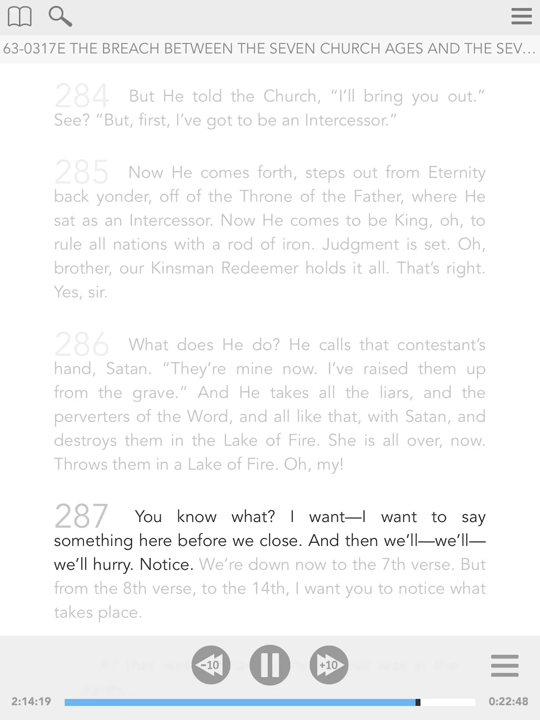 63-0317E THE BREACH BETWEEN THE SEVEN CHURCH AGES AND THE SEV...
284 But He told the Church, “I’ll bring you out.”
See? ”But, first, I’ve got to be an Intercessor.“
285 Now He comes forth, steps out from Eternity
back yonder, off of the Throne of the Father, where He
sat as an Intercessor. Now He comes to be King, oh, to
rule all nations with a rod of iron. Judgment is set. Oh,
brother, our Kinsman Redeemer holds it all. That’s right.
Yes, sir.
286 What does He do? He calls that contestant’s
hand, Satan. “They’re mine now. I’ve raised them up
from the grave.” And He takes all the liars, and the
perverters of the Word, and all like that, with Satan, and
destroys them in the Lake of Fire. She is all over, now.
Throws them in a Lake of Fire. Oh, my!
287 You know what? I want—I want to say
something here before we close. And then we’ll—we’ll—
we’ll hurry. Notice. We’re down now to the 7th verse. But
from the 8th verse, to the 14th, I want you to notice what
takes place.
-10 +10
2:14:19 0:22:48